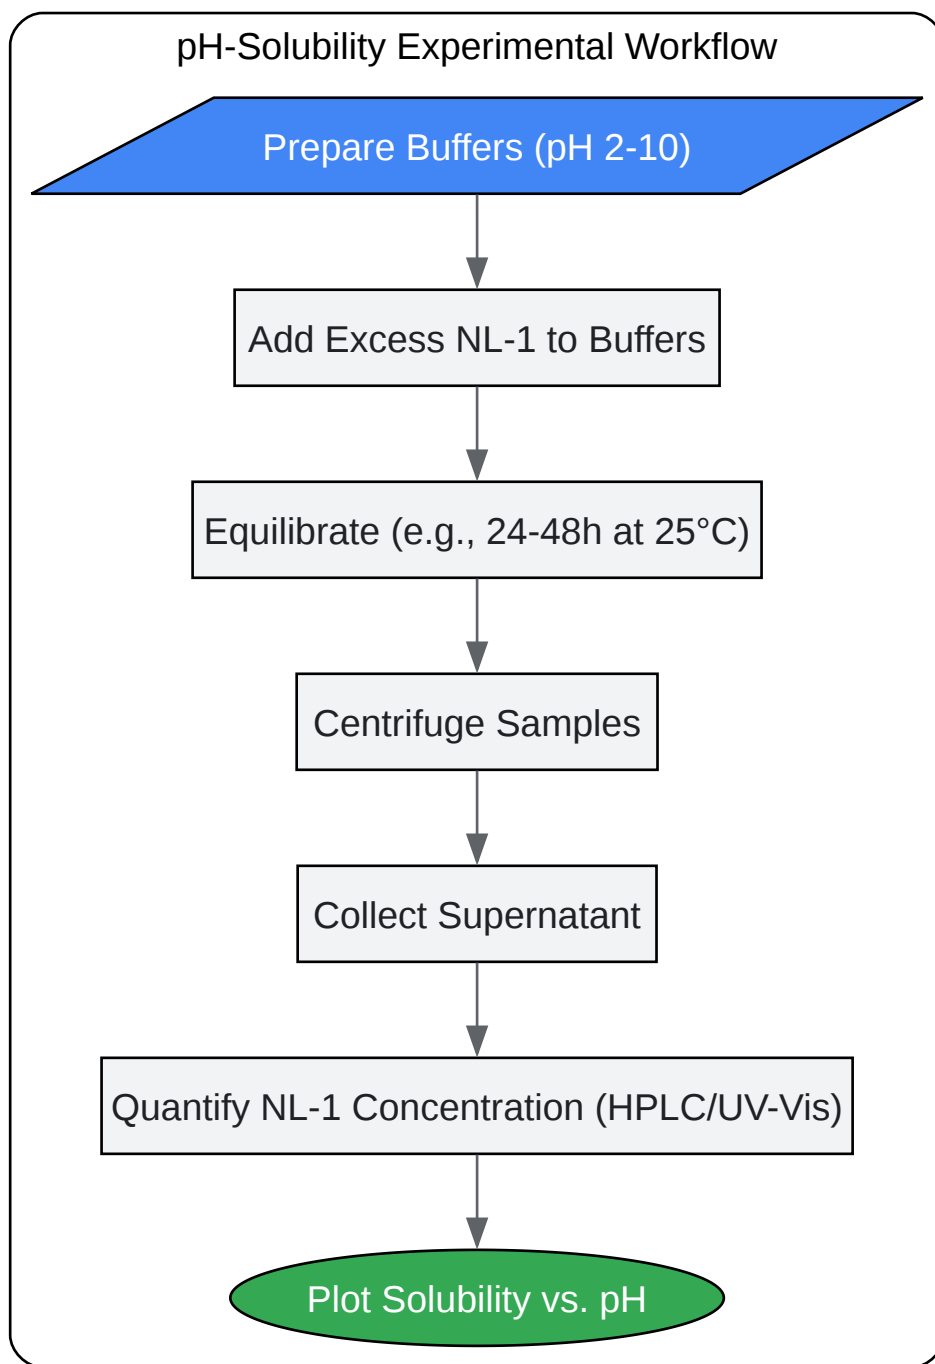 pH-Solubility Experimental Workflow
Prepare Buffers (pH 2-10)
Add Excess NL-1 to Buffers
Equilibrate (e.g., 24-48h at 25°C)
Centrifuge Samples
Collect Supernatant
Quantify NL-1 Concentration (HPLC/UV-Vis)
Plot Solubility vs. pH